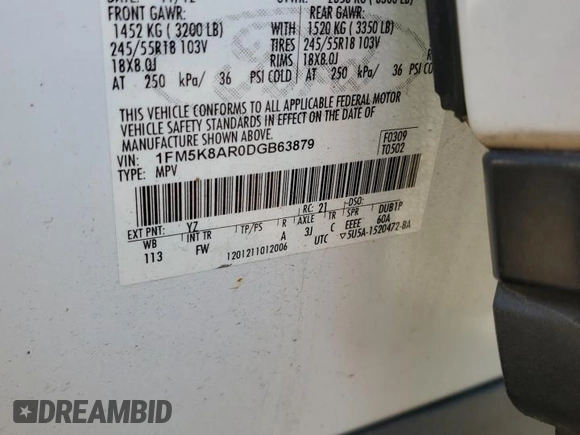 FRONT GAWR: REAR GAWR:
1452 KG ( 3200 LB) WITH 1520 KG ( 3350 LB)
245/55R18 103V TIRES 245/55R18 103V
18X8.0J RIMS 18X8.0J
AT 250 kPa/ 36 PSI COLD AT 250 kPa/ 36 PSI COLD
THIS VEHICLE CONFORMS TO ALL APPLICABLE FEDERAL MOTOR
VEHICLE SAFETY STANDARDS IN EFFECT ON THE DATE OF
MANUFACTURE SHOWN ABOVE.
VIN: 1FM5K8AR0DGB63879
TYPE: MPV
F0309
T0502
EXT PNT: YZ RC: 21 DSO:
WB INT TR TP/PS R AXLE TR SPR DUB1P
113 FW A 3J C EEEE 60A
1201211012006 UTC ▽5U5A-1520472-BA
DREAMBID